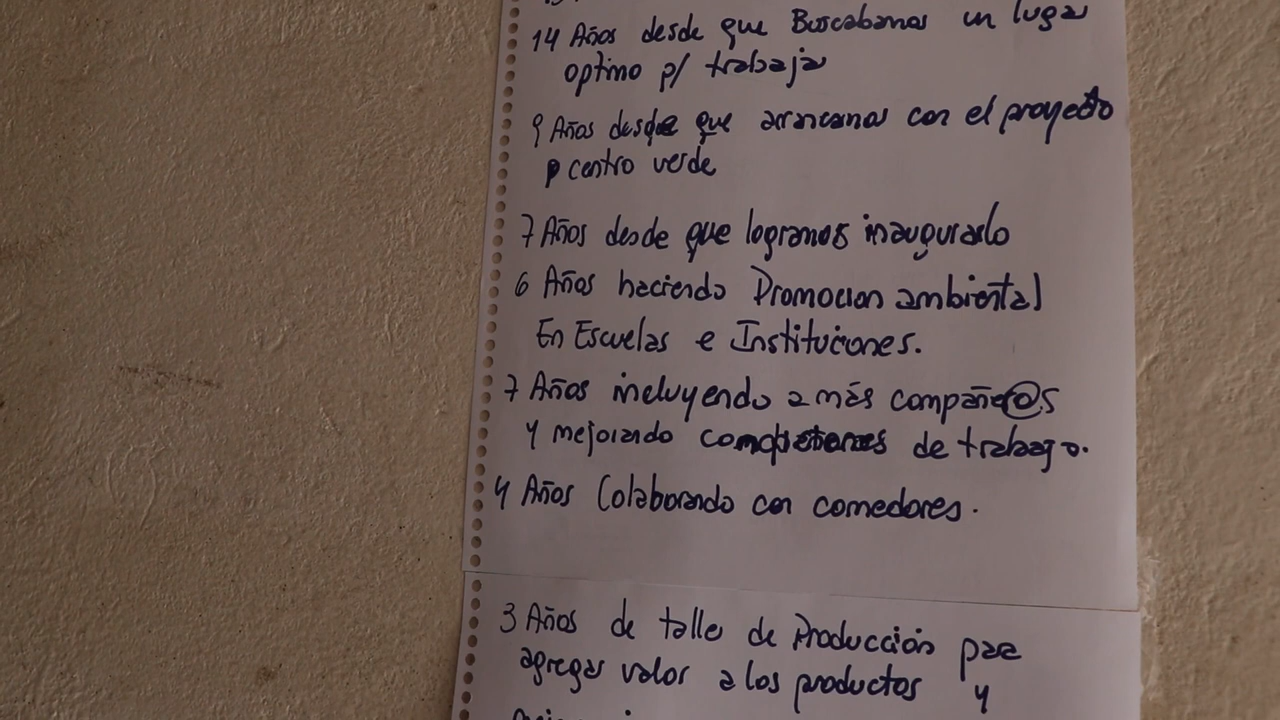 14 Años desde que Buscabamos un lugar
optimo p/ trabajar
9 Años desde que arrancamos con el proyecto
centro verde
7 Años desde que logramos inaugurarlo
6 Años haciendo Promocion ambiental
En Escuelas e Instituciones.
7 Años incluyendo a más compañer@s
y mejorando de trabajo.
4 Años Colaborando con comedores.
3 Años de taller de Producción para
agregar valor a los productos y